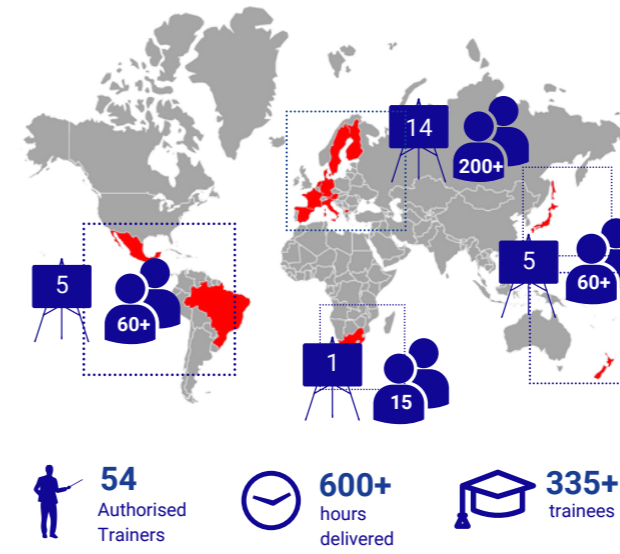 14
200+
5
60+
5
60+
1
15
54
Authorised
Trainers
600+
hours
delivered
335+
trainees